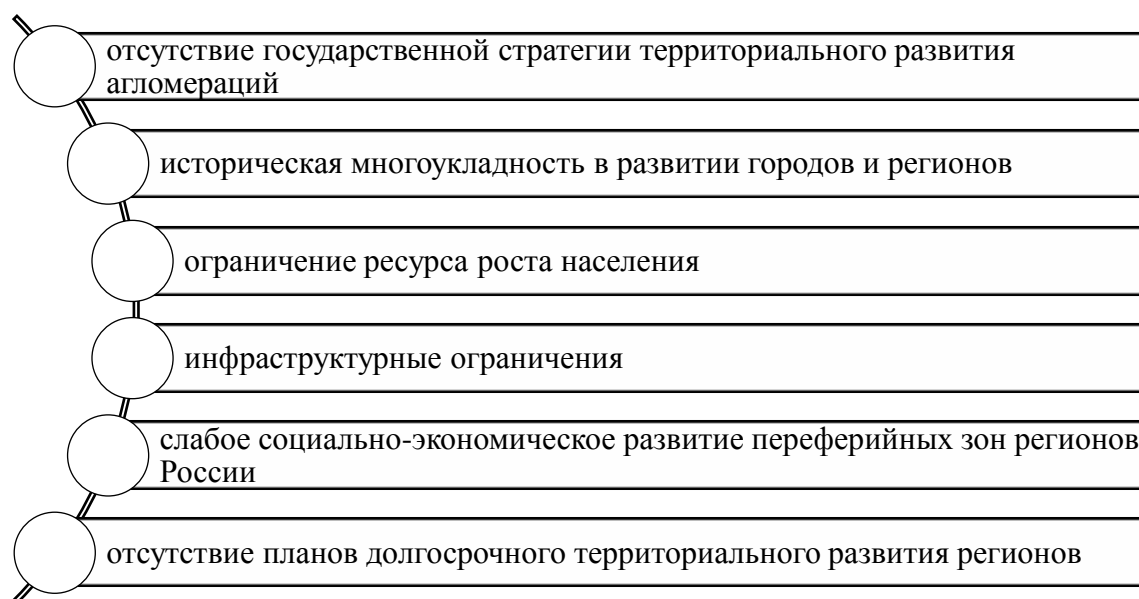 отсутствие государственной стратегии территориального развития
агломераций
историческая многоукладность в развитии городов и регионов
ограничение ресурса роста населения
инфраструктурные ограничения
слабое социально-экономическое развитие переферийных зон регионов
России
отсутствие планов долгосрочного территориального развития регионов